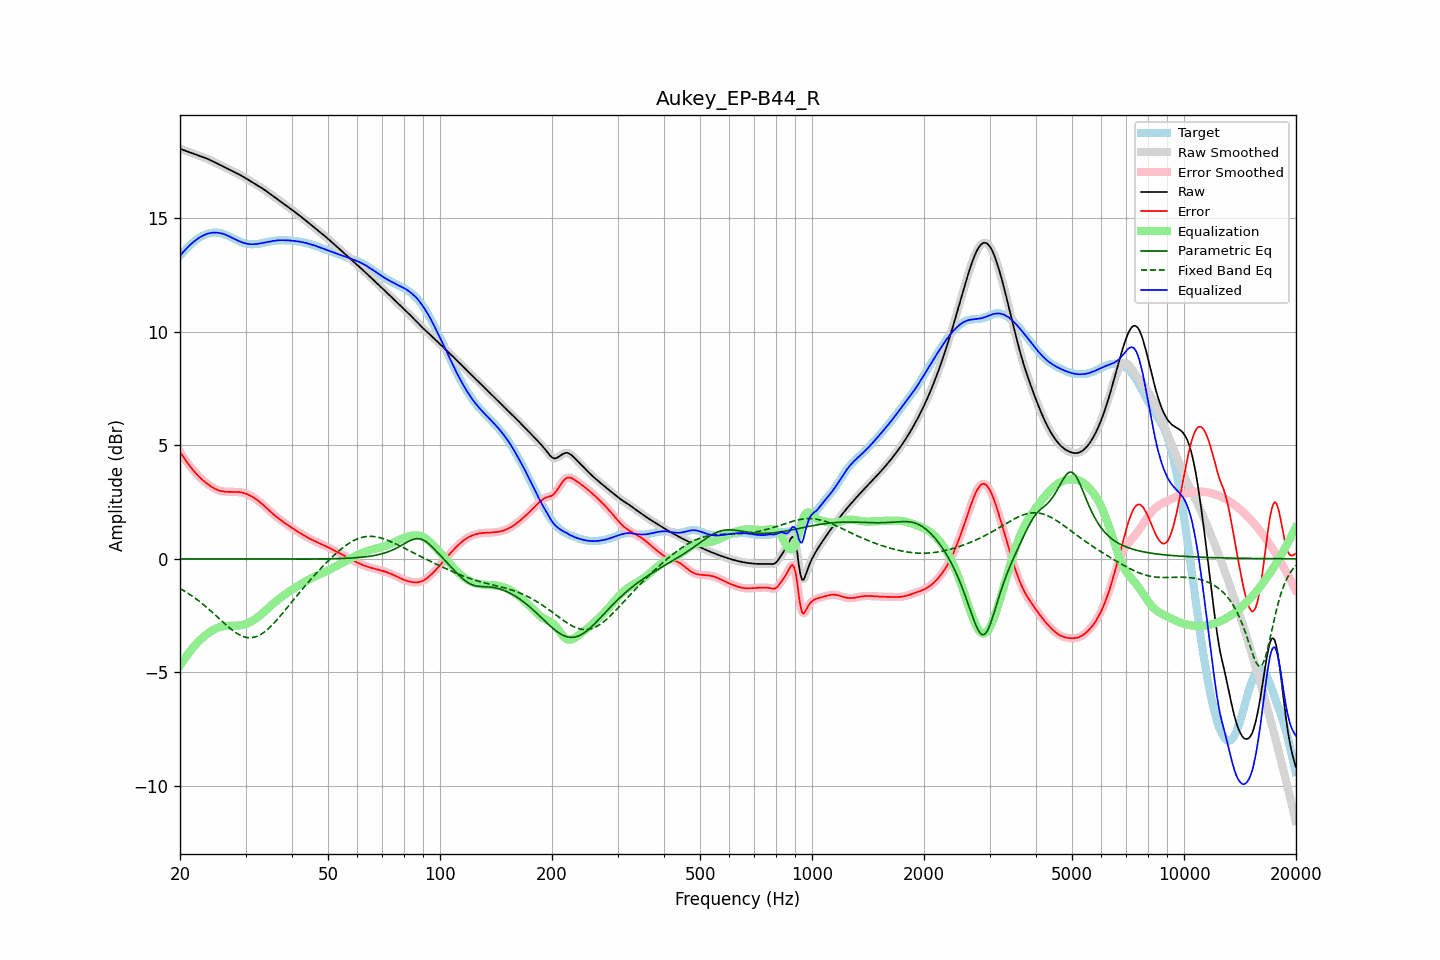 Aukey_EP-B44_R
Target
Raw Smoothed
Error Smoothed
Raw
Error
Equalization
Parametric Eq
Fixed Band Eq
Equalized
Amplitude (dBr)
15
10
5
0
−5
−10
20
50
100
200
500
1000
2000
5000
10000
20000
Frequency (Hz)